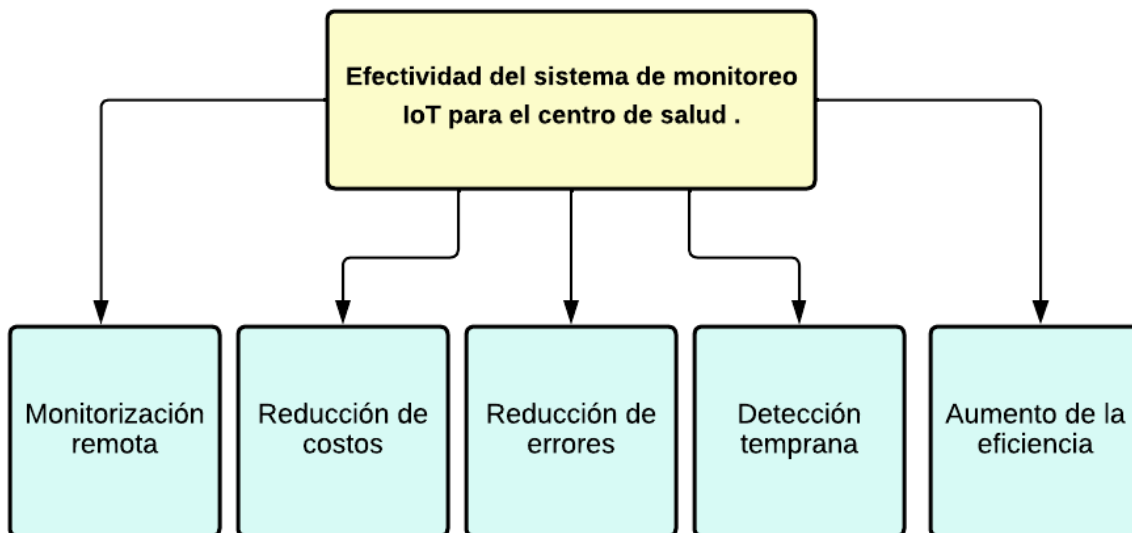 Efectividad del sistema de monitoreo
IoT para el centro de salud .
Monitorización
remota
Reducción de
costos
Reducción de
errores
Detección
temprana
Aumento de la
eficiencia